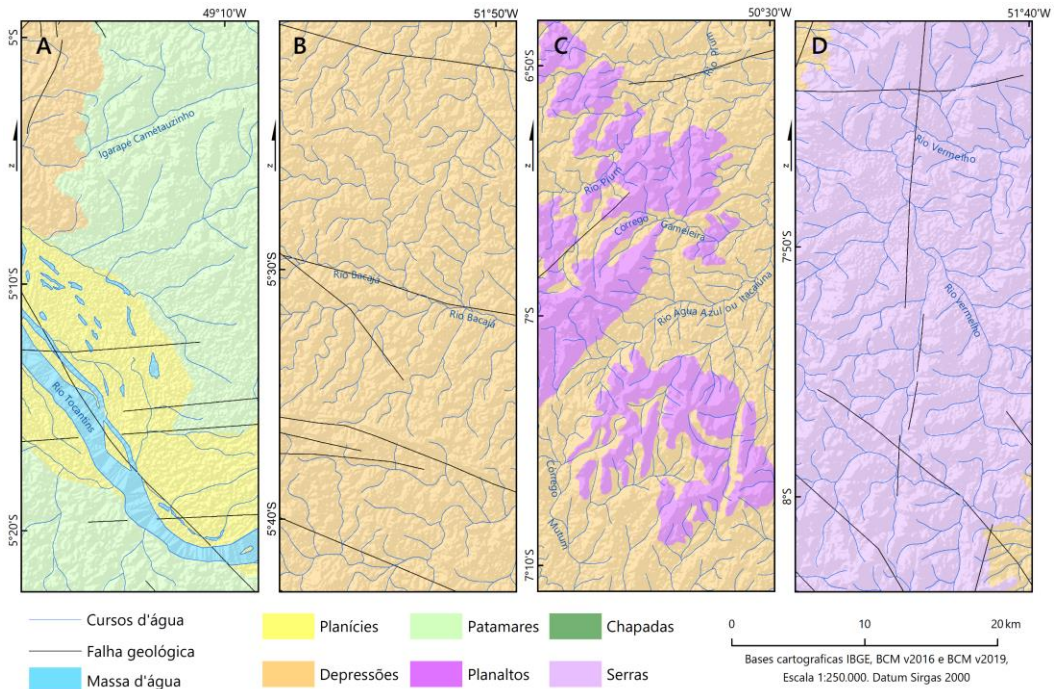 49°10'W
51°50'W
50°30'W
51°40'W
A
B
C
D
5°S
5°10'S
5°20'S
z
Igarapé Cametauzinho
Rio Tocantins
5°30'S
5°40'S
z
Rio Bacajá
Rio Bacajá
6°50'S
7°S
7°10'S
z
Rio Pium
Rio Pium
Córrego Gameleira
Rio Água Azul ou Itacaiúna
Córrego Mutum
7°50'S
8°S
z
Rio Vermelho
Rio Vermelho
Cursos d'água
Falha geológica
Massa d'água
Planícies
Depressões
Patamares
Planaltos
Chapadas
Serras
0 10 20 km
Bases cartograficas IBGE, BCM v2016 e BCM v2019,
Escala 1:250.000. Datum Sirgas 2000